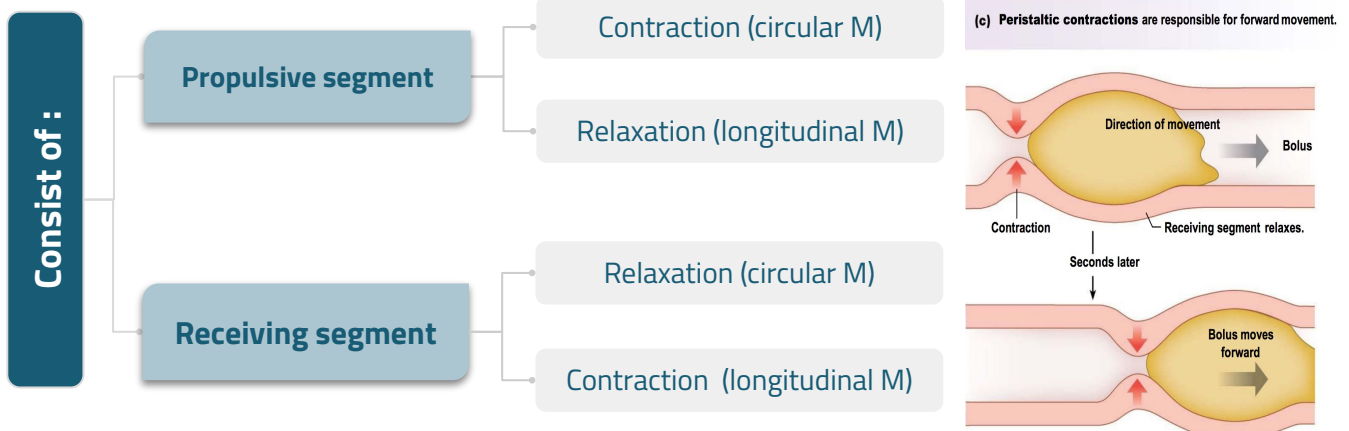 Consist of :
Propulsive segment
Contraction (circular M)
Relaxation (longitudinal M)
Receiving segment
Relaxation (circular M)
Contraction (longitudinal M)
(c) Peristaltic contractions are responsible for forward movement.
Direction of movement
Bolus
Contraction
Receiving segment relaxes.
Seconds later
Bolus moves
forward